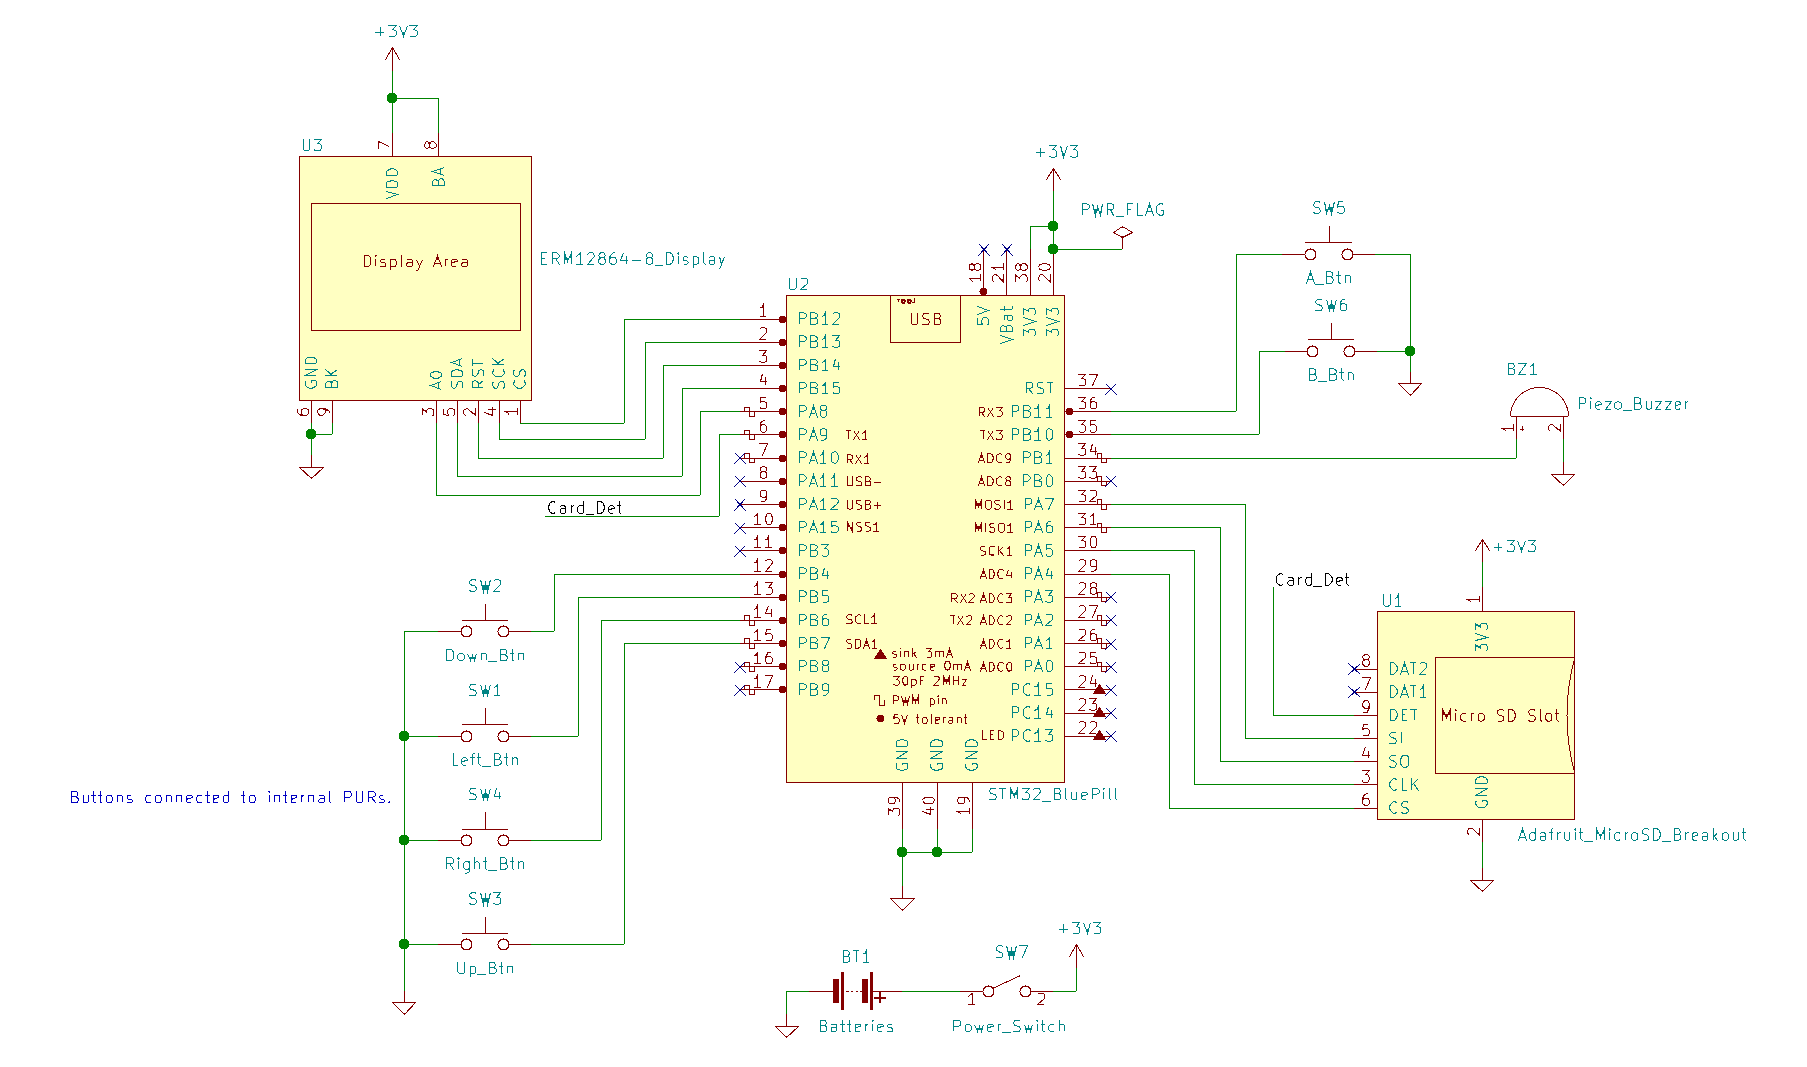 +3V3
U3
7
8
VDD
BA
Display Area
ERM12864-8_Display
GND
BK
A0
SDA
RST
SCK
CS
6
9
3
5
2
4
1
+3V3
PWR_FLAG
U2
18
21
38
20
5V
VBat
3V3
3V3
USB
1 PB12
2 PB13
3 PB14
4 PB15
5 PA8
6 PA9 TX1
7 PA10 RX1
8 PA11 USB-
9 PA12 USB+
10 PA15 NSS1
11 PB3
12 PB4
13 PB5
14 PB6 SCL1
15 PB7 SDA1
16 PB8
17 PB9
RST 37
RX3 PB11 36
TX3 PB10 35
ADC9 PB1 34
ADC8 PB0 33
MOSI1 PA7 32
MISO1 PA6 31
SCK1 PA5 30
ADC4 PA4 29
RX2 ADC3 PA3 28
TX2 ADC2 PA2 27
ADC1 PA1 26
ADC0 PA0 25
PC15 24
PC14 23
LED PC13 22
sink 3mA
source 0mA
30pF 2MHz
PWM pin
5V tolerant
GND
GND
GND
39
40
19
STM32_BluePill
Card_Det
SW2
Down_Btn
SW1
Left_Btn
SW4
Right_Btn
SW3
Up_Btn
Buttons connected to internal PURs.
SW5
A_Btn
SW6
B_Btn
BZ1
Piezo_Buzzer
1
+
2
+3V3
Card_Det
U1
1
3V3
8 DAT2
7 DAT1
9 DET
5 SI
4 SO
3 CLK
6 CS
Micro SD Slot
GND
2
Adafruit_MicroSD_Breakout
BT1
+
Batteries
SW7
1
2
Power_Switch
+3V3